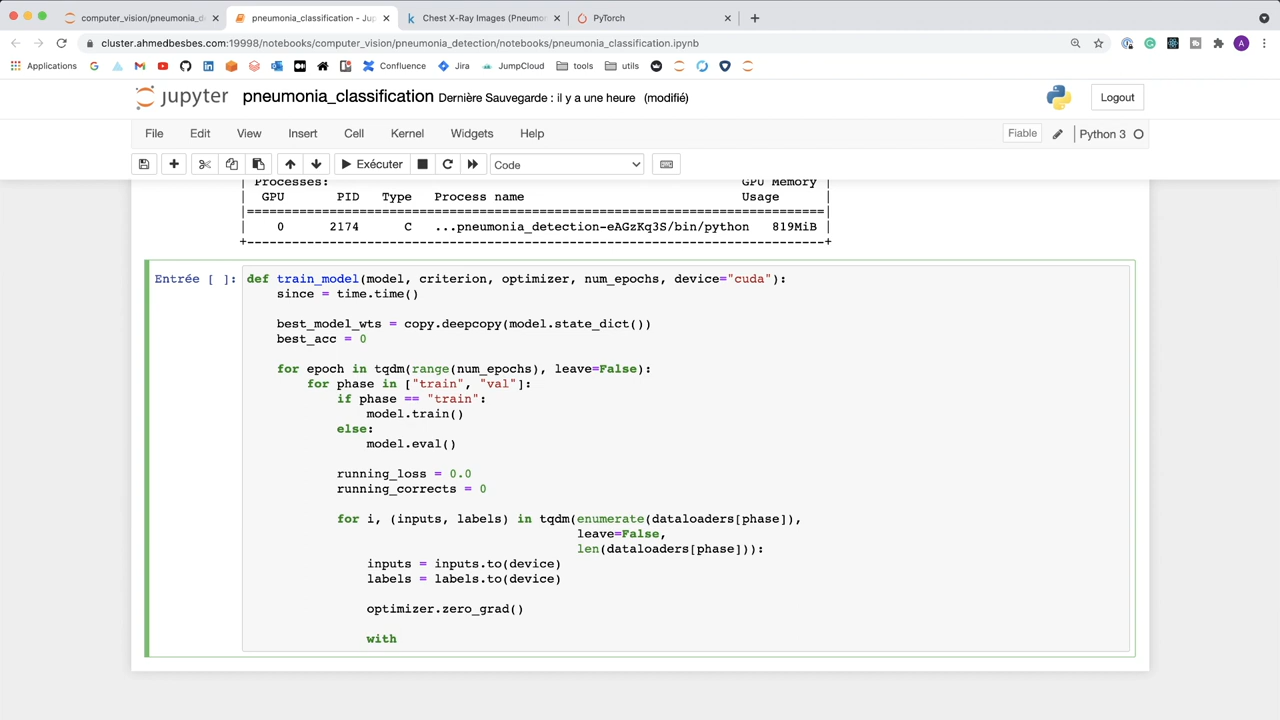 computer_vision/pneumonia_d
pneumonia_classification - Jup
Chest X-Ray Images (Pneumon
PyTorch
cluster.ahmedbesbes.com:19998/notebooks/computer_vision/pneumonia_detection/notebooks/pneumonia_classification.ipynb
Applications
Confluence
Jira
JumpCloud
tools
utils
jupyter pneumonia_classification Dernière Sauvegarde : il y a une heure (modifié)
Logout
File Edit View Insert Cell Kernel Widgets Help
Fiable
Python 3
Exécuter
Code
| Processes: GPU Memory |
| GPU PID Type Process name Usage |
|=============================================================================|
| 0 2174 C ...pneumonia_detection-eAGzKq3S/bin/python 819MiB |
+-----------------------------------------------------------------------------+
Entrée [ ]: def train_model(model, criterion, optimizer, num_epochs, device="cuda"):
since = time.time()
best_model_wts = copy.deepcopy(model.state_dict())
best_acc = 0
for epoch in tqdm(range(num_epochs), leave=False):
for phase in ["train", "val"]:
if phase == "train":
model.train()
else:
model.eval()
running_loss = 0.0
running_corrects = 0
for i, (inputs, labels) in tqdm(enumerate(dataloaders[phase]),
leave=False,
len(dataloaders[phase])):
inputs = inputs.to(device)
labels = labels.to(device)
optimizer.zero_grad()
with